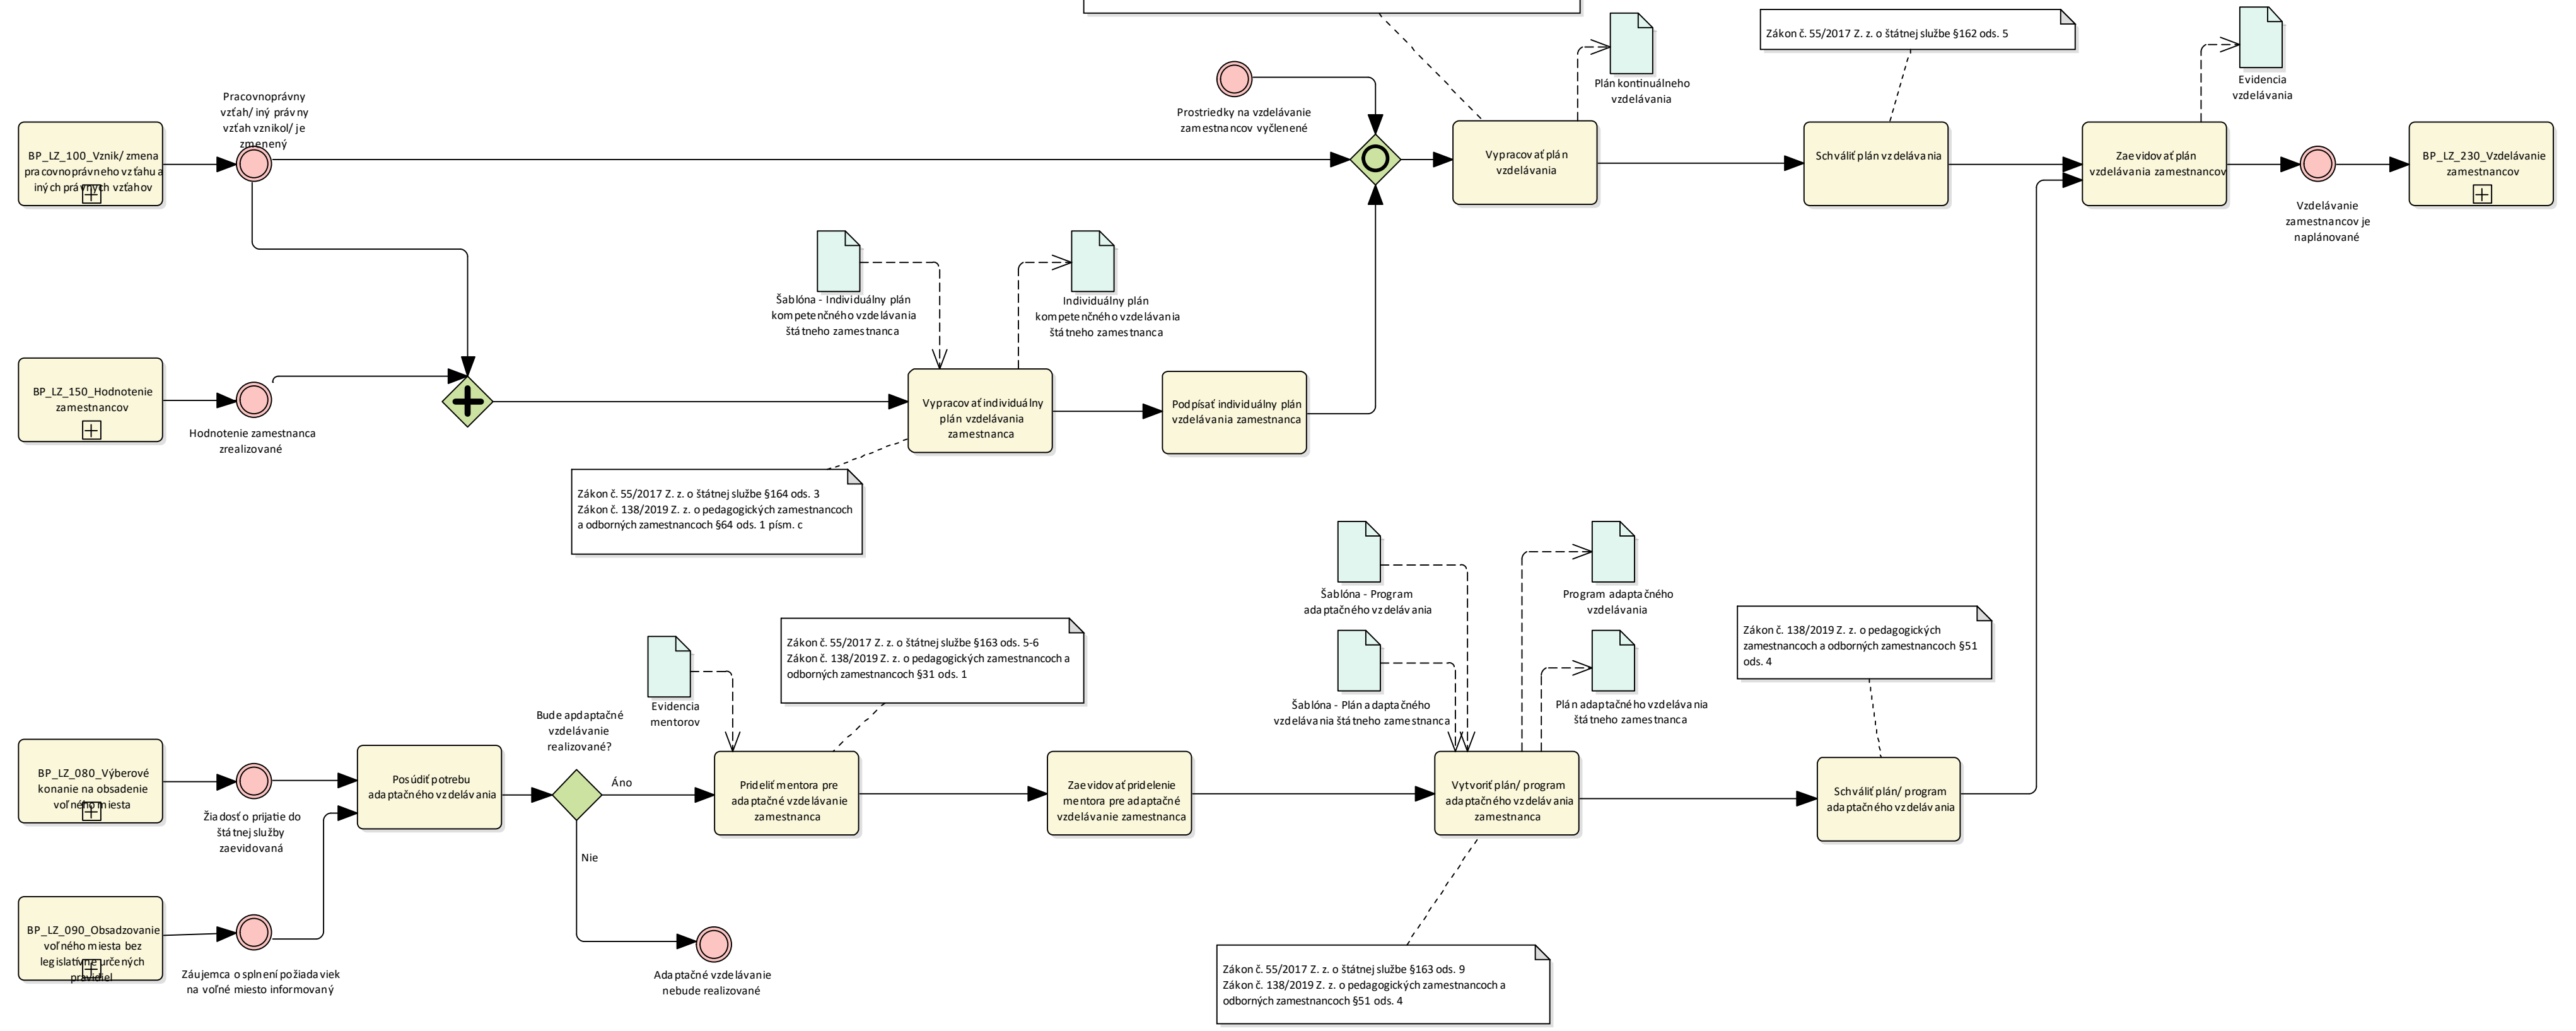 Zákon č. 55/2017 Z. z. o štátnej službe §162 ods. 5
Plán kontinuálneho
vzdelávania
Evidencia
vzdelávania
Pracovnoprávny
vzťah/ iný právny
vzťah vznikol/ je
zmenený
Prostriedky na vzdelávanie
zamestnancov vyčlenené
BP_LZ_100_Vznik/ zmena
pracovnoprávneho vzťahu a
iných právnych vzťahov
Vypracovať plán
vzdelávania
Schváliť plán vzdelávania
Zaevidovať plán
vzdelávania zamestnancov
BP_LZ_230_Vzdelávanie
zamestnancov
Vzdelávanie
zamestnancov je
naplánované
Šablóna - Individuálny plán
kompetenčného vzdelávania
štátneho zamestnanca
Individuálny plán
kompetenčného vzdelávania
štátneho zamestnanca
BP_LZ_150_Hodnotenie
zamestnancov
Hodnotenie zamestnanca
zrealizované
Vypracovať individuálny
plán vzdelávania
zamestnanca
Podpísať individuálny plán
vzdelávania zamestnanca
Zákon č. 55/2017 Z. z. o štátnej službe §164 ods. 3
Zákon č. 138/2019 Z. z. o pedagogických zamestnancoch
a odborných zamestnancoch §64 ods. 1 písm. c
Šablóna - Program
adaptačného vzdelávania
Program adaptačného
vzdelávania
Zákon č. 55/2017 Z. z. o štátnej službe §163 ods. 5-6
Zákon č. 138/2019 Z. z. o pedagogických zamestnancoch a
odborných zamestnancoch §31 ods. 1
Zákon č. 138/2019 Z. z. o pedagogických
zamestnancoch a odborných zamestnancoch §51
ods. 4
Evidencia
mentorov
Šablóna - Plán adaptačného
vzdelávania štátneho zamestnanca
Plán adaptačného vzdelávania
štátneho zamestnanca
Bude apdaptačné
vzdelávanie
realizované?
BP_LZ_080_Výberové
konanie na obsadenie
voľného miesta
Žiadosť o prijatie do
štátnej služby
zaevidovaná
Posúdiť potrebu
adaptačného vzdelávania
Áno
Nie
Prideliť mentora pre
adaptačné vzdelávanie
zamestnanca
Zaevidovať pridelenie
mentora pre adaptačné
vzdelávanie zamestnanca
Vytvoriť plán/ program
adaptačného vzdelávania
zamestnanca
Schváliť plán/ program
adaptačného vzdelávania
BP_LZ_090_Obsadzovanie
voľného miesta bez
legislatívne určených
pravidiel
Záujemca o splnení požiadaviek
na voľné miesto informovaný
Adaptačné vzdelávanie
nebude realizované
Zákon č. 55/2017 Z. z. o štátnej službe §163 ods. 9
Zákon č. 138/2019 Z. z. o pedagogických zamestnancoch a
odborných zamestnancoch §51 ods. 4